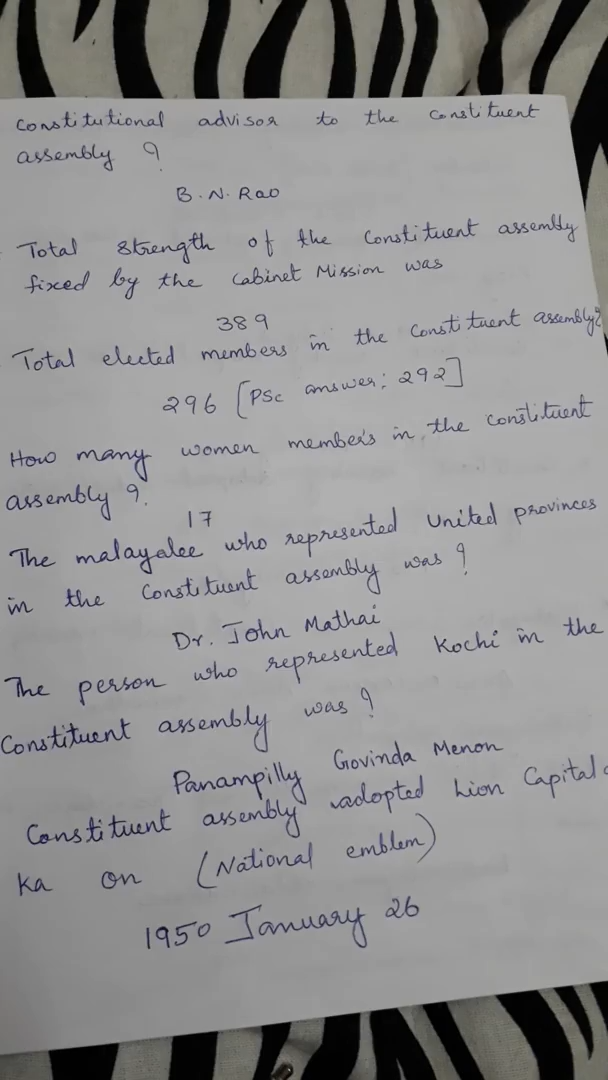 Constitutional advisor to the Constituent
assembly ?
B. N. Rao
Total strength of the Constituent assembly
fixed by the Cabinet Mission was
389
Total elected members in the Constituent assembly?
296 [PSc answer; 292]
How many women members in the constituent
assembly ?
17
The malayalee who represented United provinces
in the Constituent assembly was ?
Dr. John Mathai
The person who represented Kochi in the
Constituent assembly was ?
Panampilly Govinda Menon
Constituent assembly adopted Lion Capital
ka on (National emblem)
1950 January 26